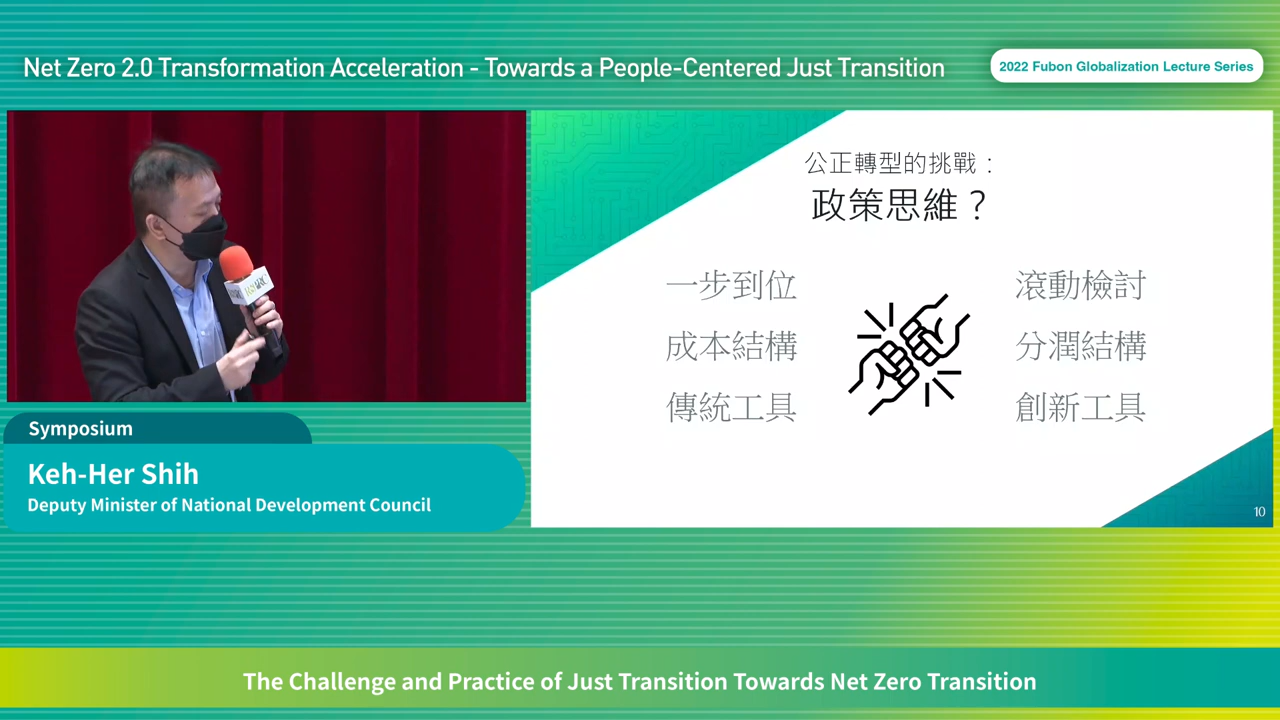 Net Zero 2.0 Transformation Acceleration - Towards a People-Centered Just Transition
2022 Fubon Globalization Lecture Series
公正轉型的挑戰：
政策思維？
一步到位
成本結構
傳統工具
滾動檢討
分潤結構
創新工具
10
Symposium
Keh-Her Shih
Deputy Minister of National Development Council
The Challenge and Practice of Just Transition Towards Net Zero Transition